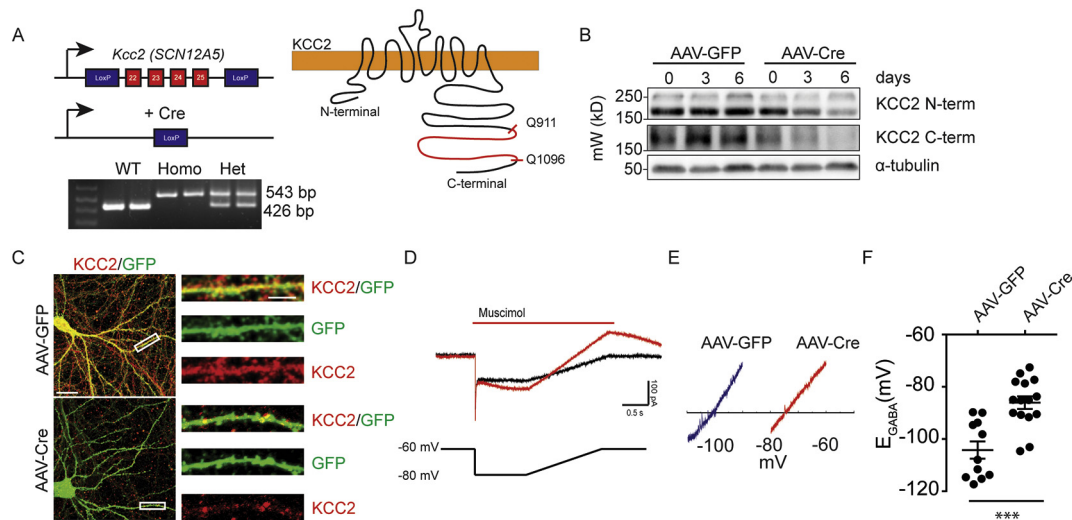 A
Kcc2 (SCN12A5)
LoxP 22 23 24 25 LoxP
+ Cre
LoxP
WT Homo Het
543 bp
426 bp
KCC2
N-terminal
Q911
Q1096
C-terminal
B
AAV-GFP AAV-Cre
0 3 6 0 3 6 days
mW (kD)
250
150
KCC2 N-term
150
KCC2 C-term
50
α-tubulin
C
KCC2/GFP
AAV-GFP
KCC2/GFP
GFP
KCC2
AAV-Cre
KCC2/GFP
GFP
KCC2
D
Muscimol
100 pA
0.5 s
-60 mV
-80 mV
E
AAV-GFP AAV-Cre
-100 -80 -60
mV
F
AAV-GFP
AAV-Cre
EGABA(mV)
-60
-80
-100
-120
***